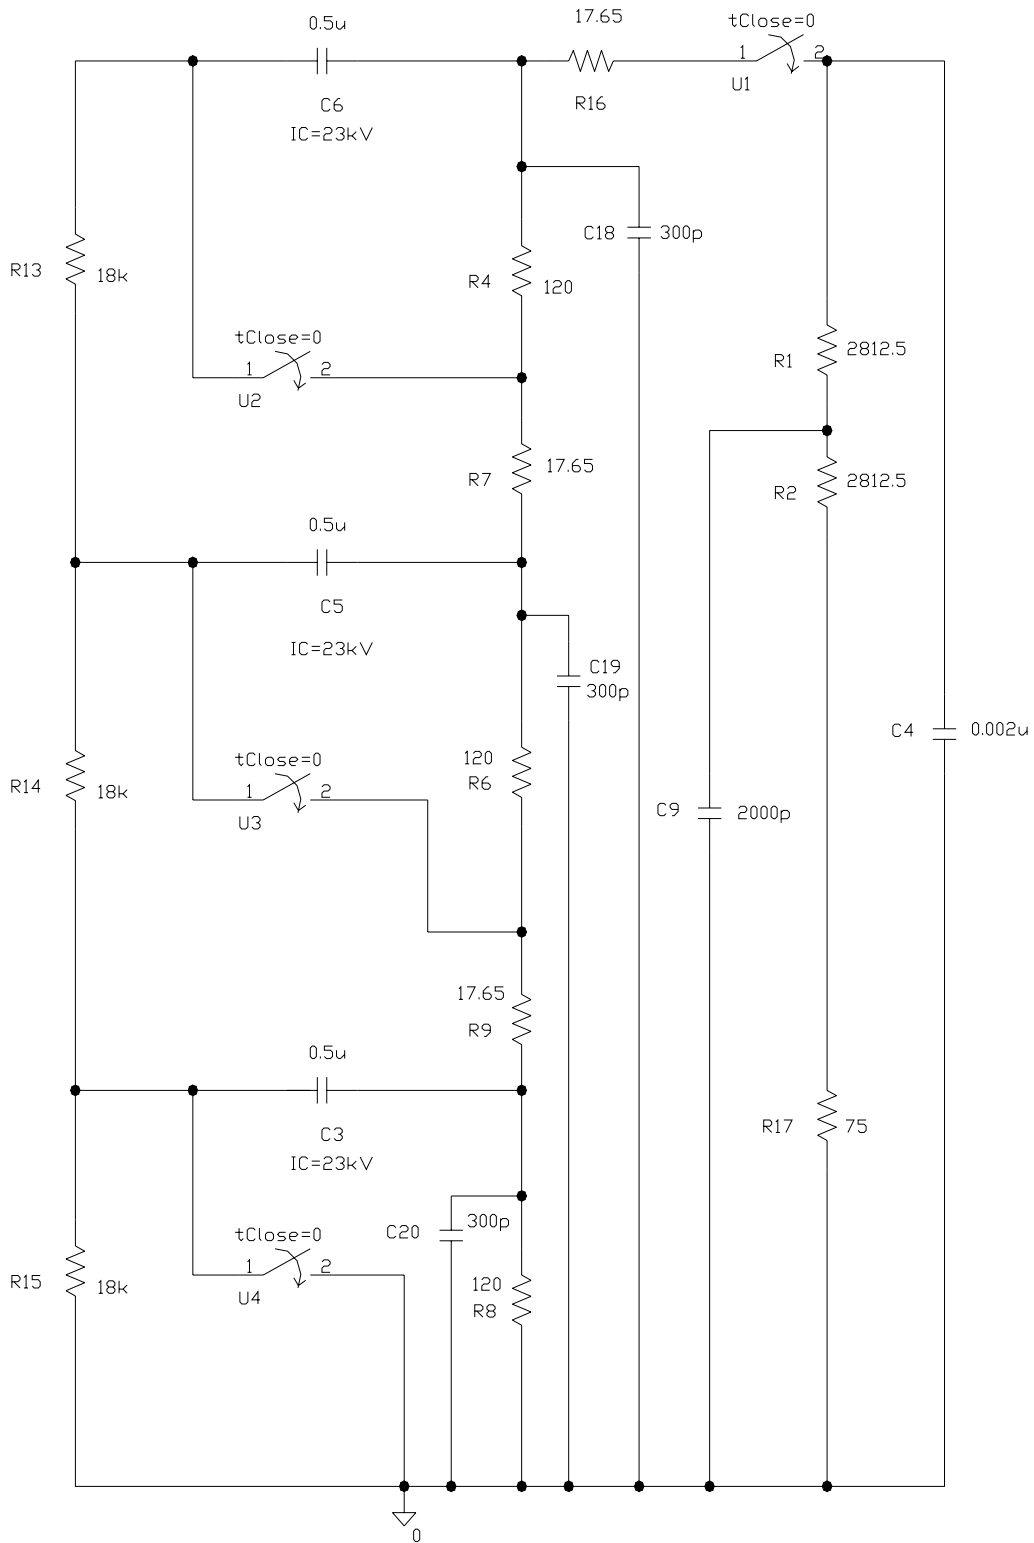 17.65
tClose=0
0.5u
1
2
U1
C6
R16
IC=23kV
C18
300p
R13
18k
R4
120
tClose=0
R1
2812.5
1
2
U2
R7
17.65
R2
2812.5
0.5u
C5
IC=23kV
C19
300p
C4
0.002u
tClose=0
120
R14
18k
1
2
R6
U3
C9
2000p
17.65
R9
0.5u
C3
R17
75
IC=23kV
300p
C20
tClose=0
1
2
R15
18k
120
U4
R8
0